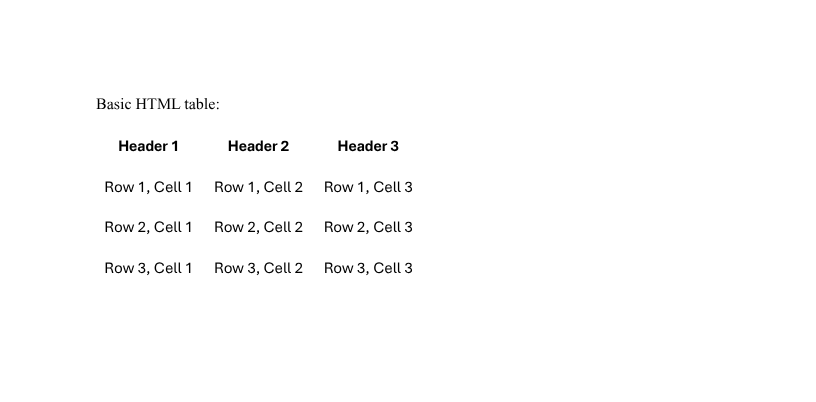 Basic HTML table:
Header 1 Header 2 Header 3
Row 1, Cell 1 Row 1, Cell 2 Row 1, Cell 3
Row 2, Cell 1 Row 2, Cell 2 Row 2, Cell 3
Row 3, Cell 1 Row 3, Cell 2 Row 3, Cell 3